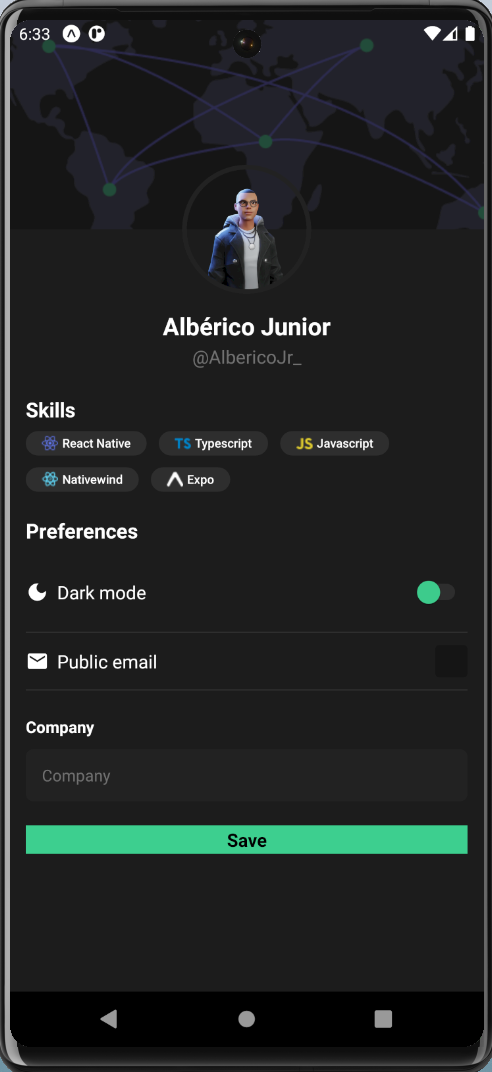 6:33
Albérico Junior
@AlbericoJr_
Skills
React Native
TS Typescript
JS Javascript
Nativewind
Expo
Preferences
Dark mode
Public email
Company
Company
Save